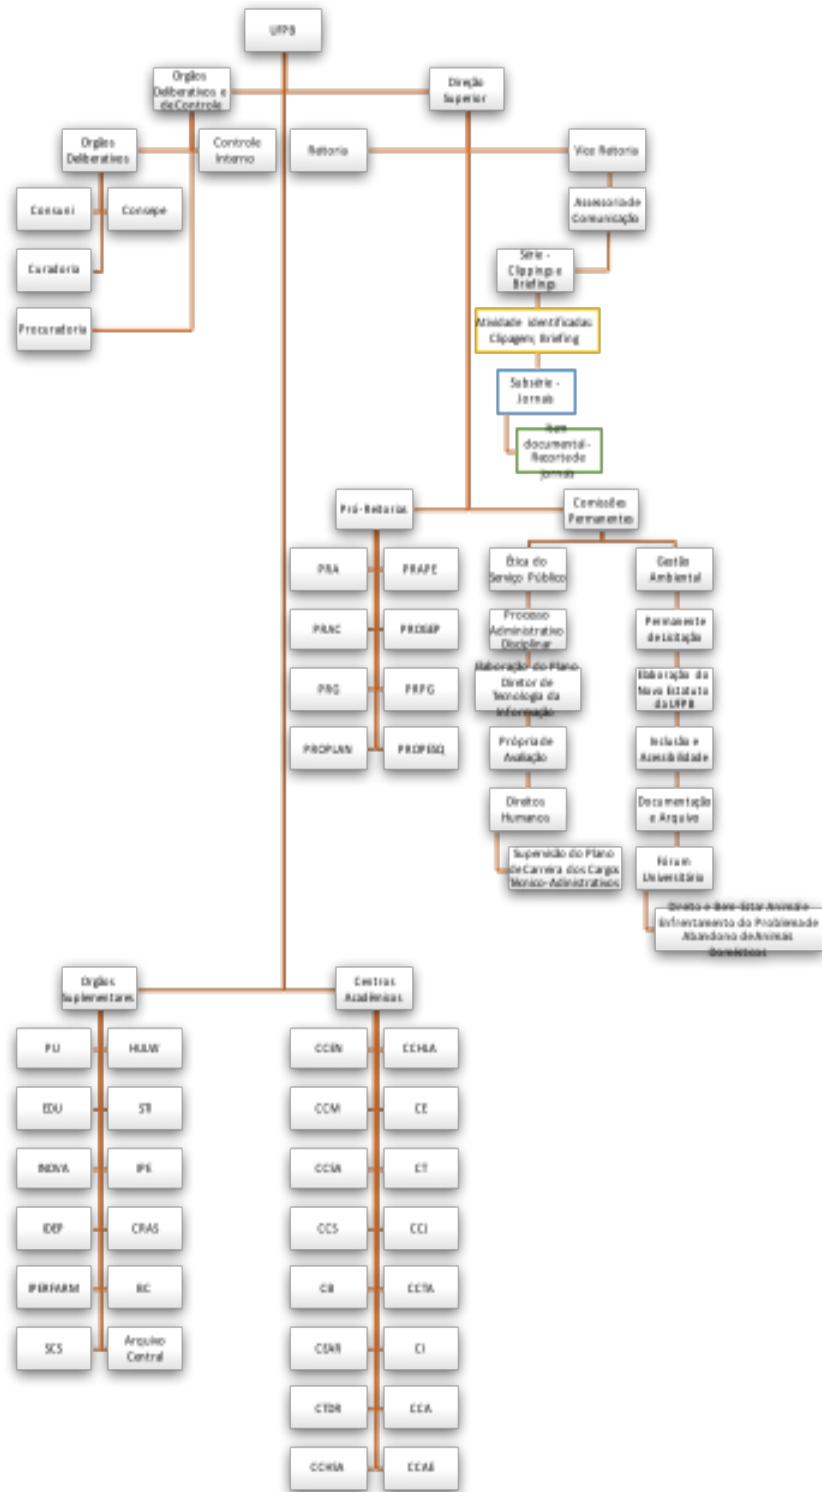 UFPB
Orgãos
Deliberativos e
de Controle
Direção
Superior
Orgãos
Deliberativos
Controle
Interno
Reitoria
Vice Reitoria
Consuni
Consepe
Assessoria de
Comunicação
Curadoria
Série -
Clippings e
Briefings
Procuradoria
Atividade identificadas:
Clipagem; Briefing
Subsérie -
Jornais
Item
documental -
Recorte de
jornais
Pró-Reitorias
Comissões
Permanentes
PRA
PRAPE
Ética do
Serviço Público
Gestão
Ambiental
PRAC
PROGEP
Processo
Administrativo
Disciplinar
Permanente
de Licitação
PRG
PRPG
Elaboração do Plano
Diretor de
Tecnologia da
Informação
Elaboração do
Novo Estatuto
da UFPB
PROPLAN
PROPESQ
Própria de
Avaliação
Inclusão e
Acessibilidade
Direitos
Humanos
Documentação
e Arquivo
Supervisão do Plano
de Carreira dos Cargos
Técnico-Administrativos
Fórum
Universitário
Direito e Bem-Estar Animal e
Enfrentamento do Problema de
Abandono de Animais
Domésticos
Orgãos
Suplementares
Centros
Acadêmicos
PU
HULW
CCEN
CCHLA
EDU
STI
CCM
CE
INOVA
IPE
CCSA
CT
IDEP
CRAS
CCS
CCJ
IPERFARM
BC
CB
CCTA
SCS
Arquivo
Central
CEAR
CI
CTDR
CCA
CCHSA
CCAE